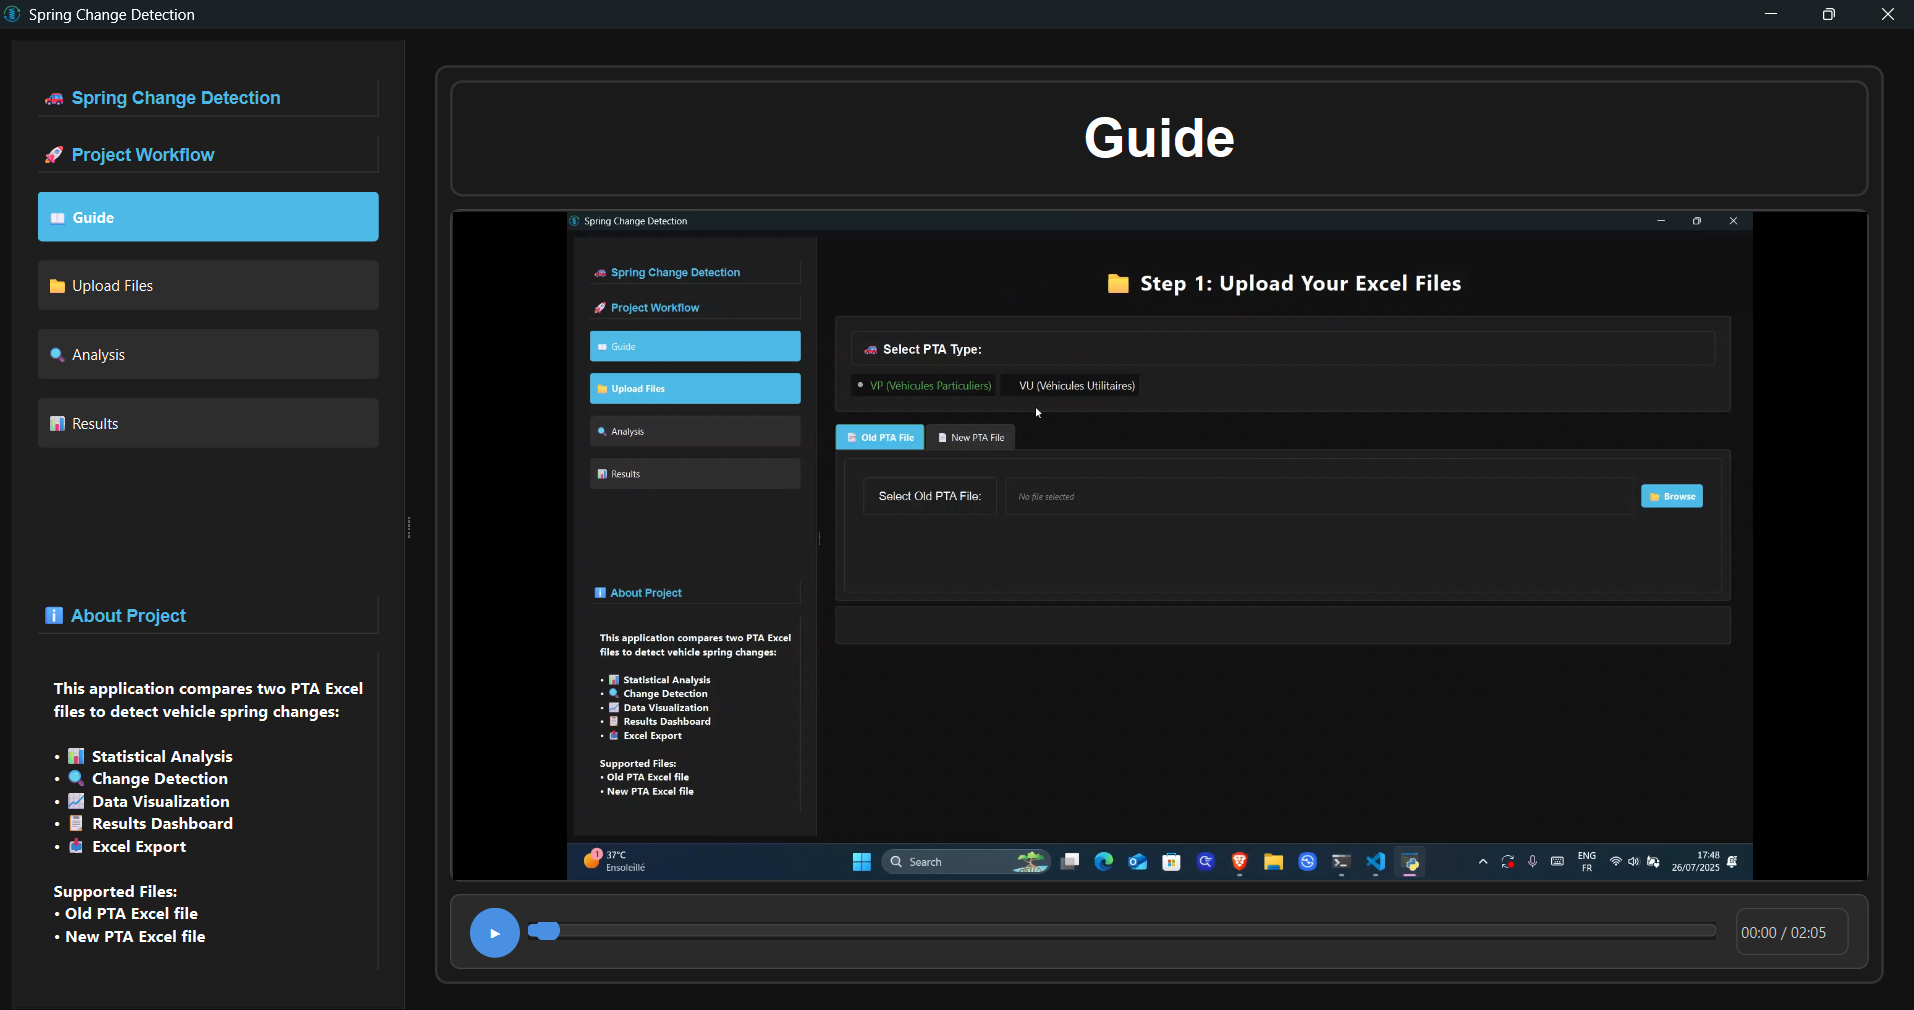 Spring Change Detection
Spring Change Detection
Project Workflow
Guide
Upload Files
Analysis
Results
About Project
This application compares two PTA Excel
files to detect vehicle spring changes:
• Statistical Analysis
• Change Detection
• Data Visualization
• Results Dashboard
• Excel Export
Supported Files:
• Old PTA Excel file
• New PTA Excel file
Guide
Spring Change Detection
Spring Change Detection
Project Workflow
Guide
Upload Files
Analysis
Results
About Project
This application compares two PTA Excel
files to detect vehicle spring changes:
• Statistical Analysis
• Change Detection
• Data Visualization
• Results Dashboard
• Excel Export
Supported Files:
• Old PTA Excel file
• New PTA Excel file
Step 1: Upload Your Excel Files
Select PTA Type:
VP (Véhicules Particuliers) VU (Véhicules Utilitaires)
Old PTA File New PTA File
Select Old PTA File: No file selected Browse
1 37°C
Ensoleillé
Search
ENG
FR
17:48
26/07/2025
00:00 / 02:05